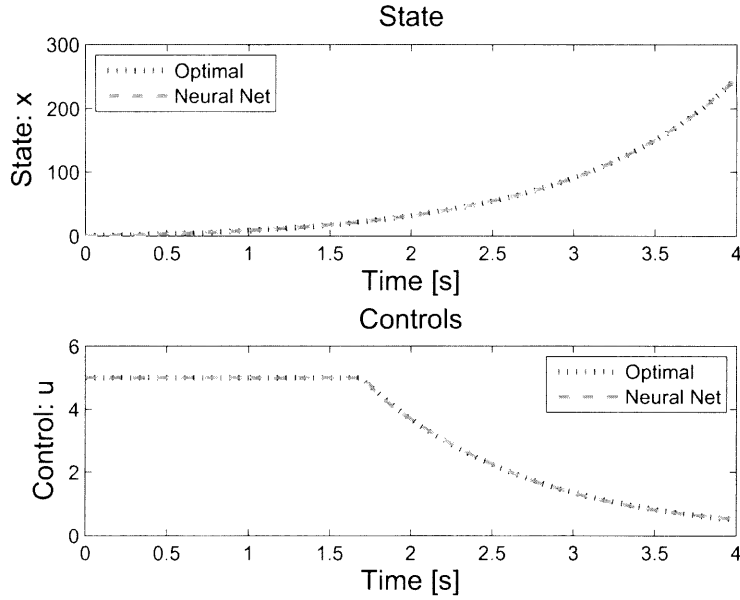 State
300
200
100
0
State: x
Optimal
Neural Net
0 0.5 1 1.5 2 2.5 3 3.5 4
Time [s]
Controls
6
4
2
0
Control: u
Optimal
Neural Net
0 0.5 1 1.5 2 2.5 3 3.5 4
Time [s]